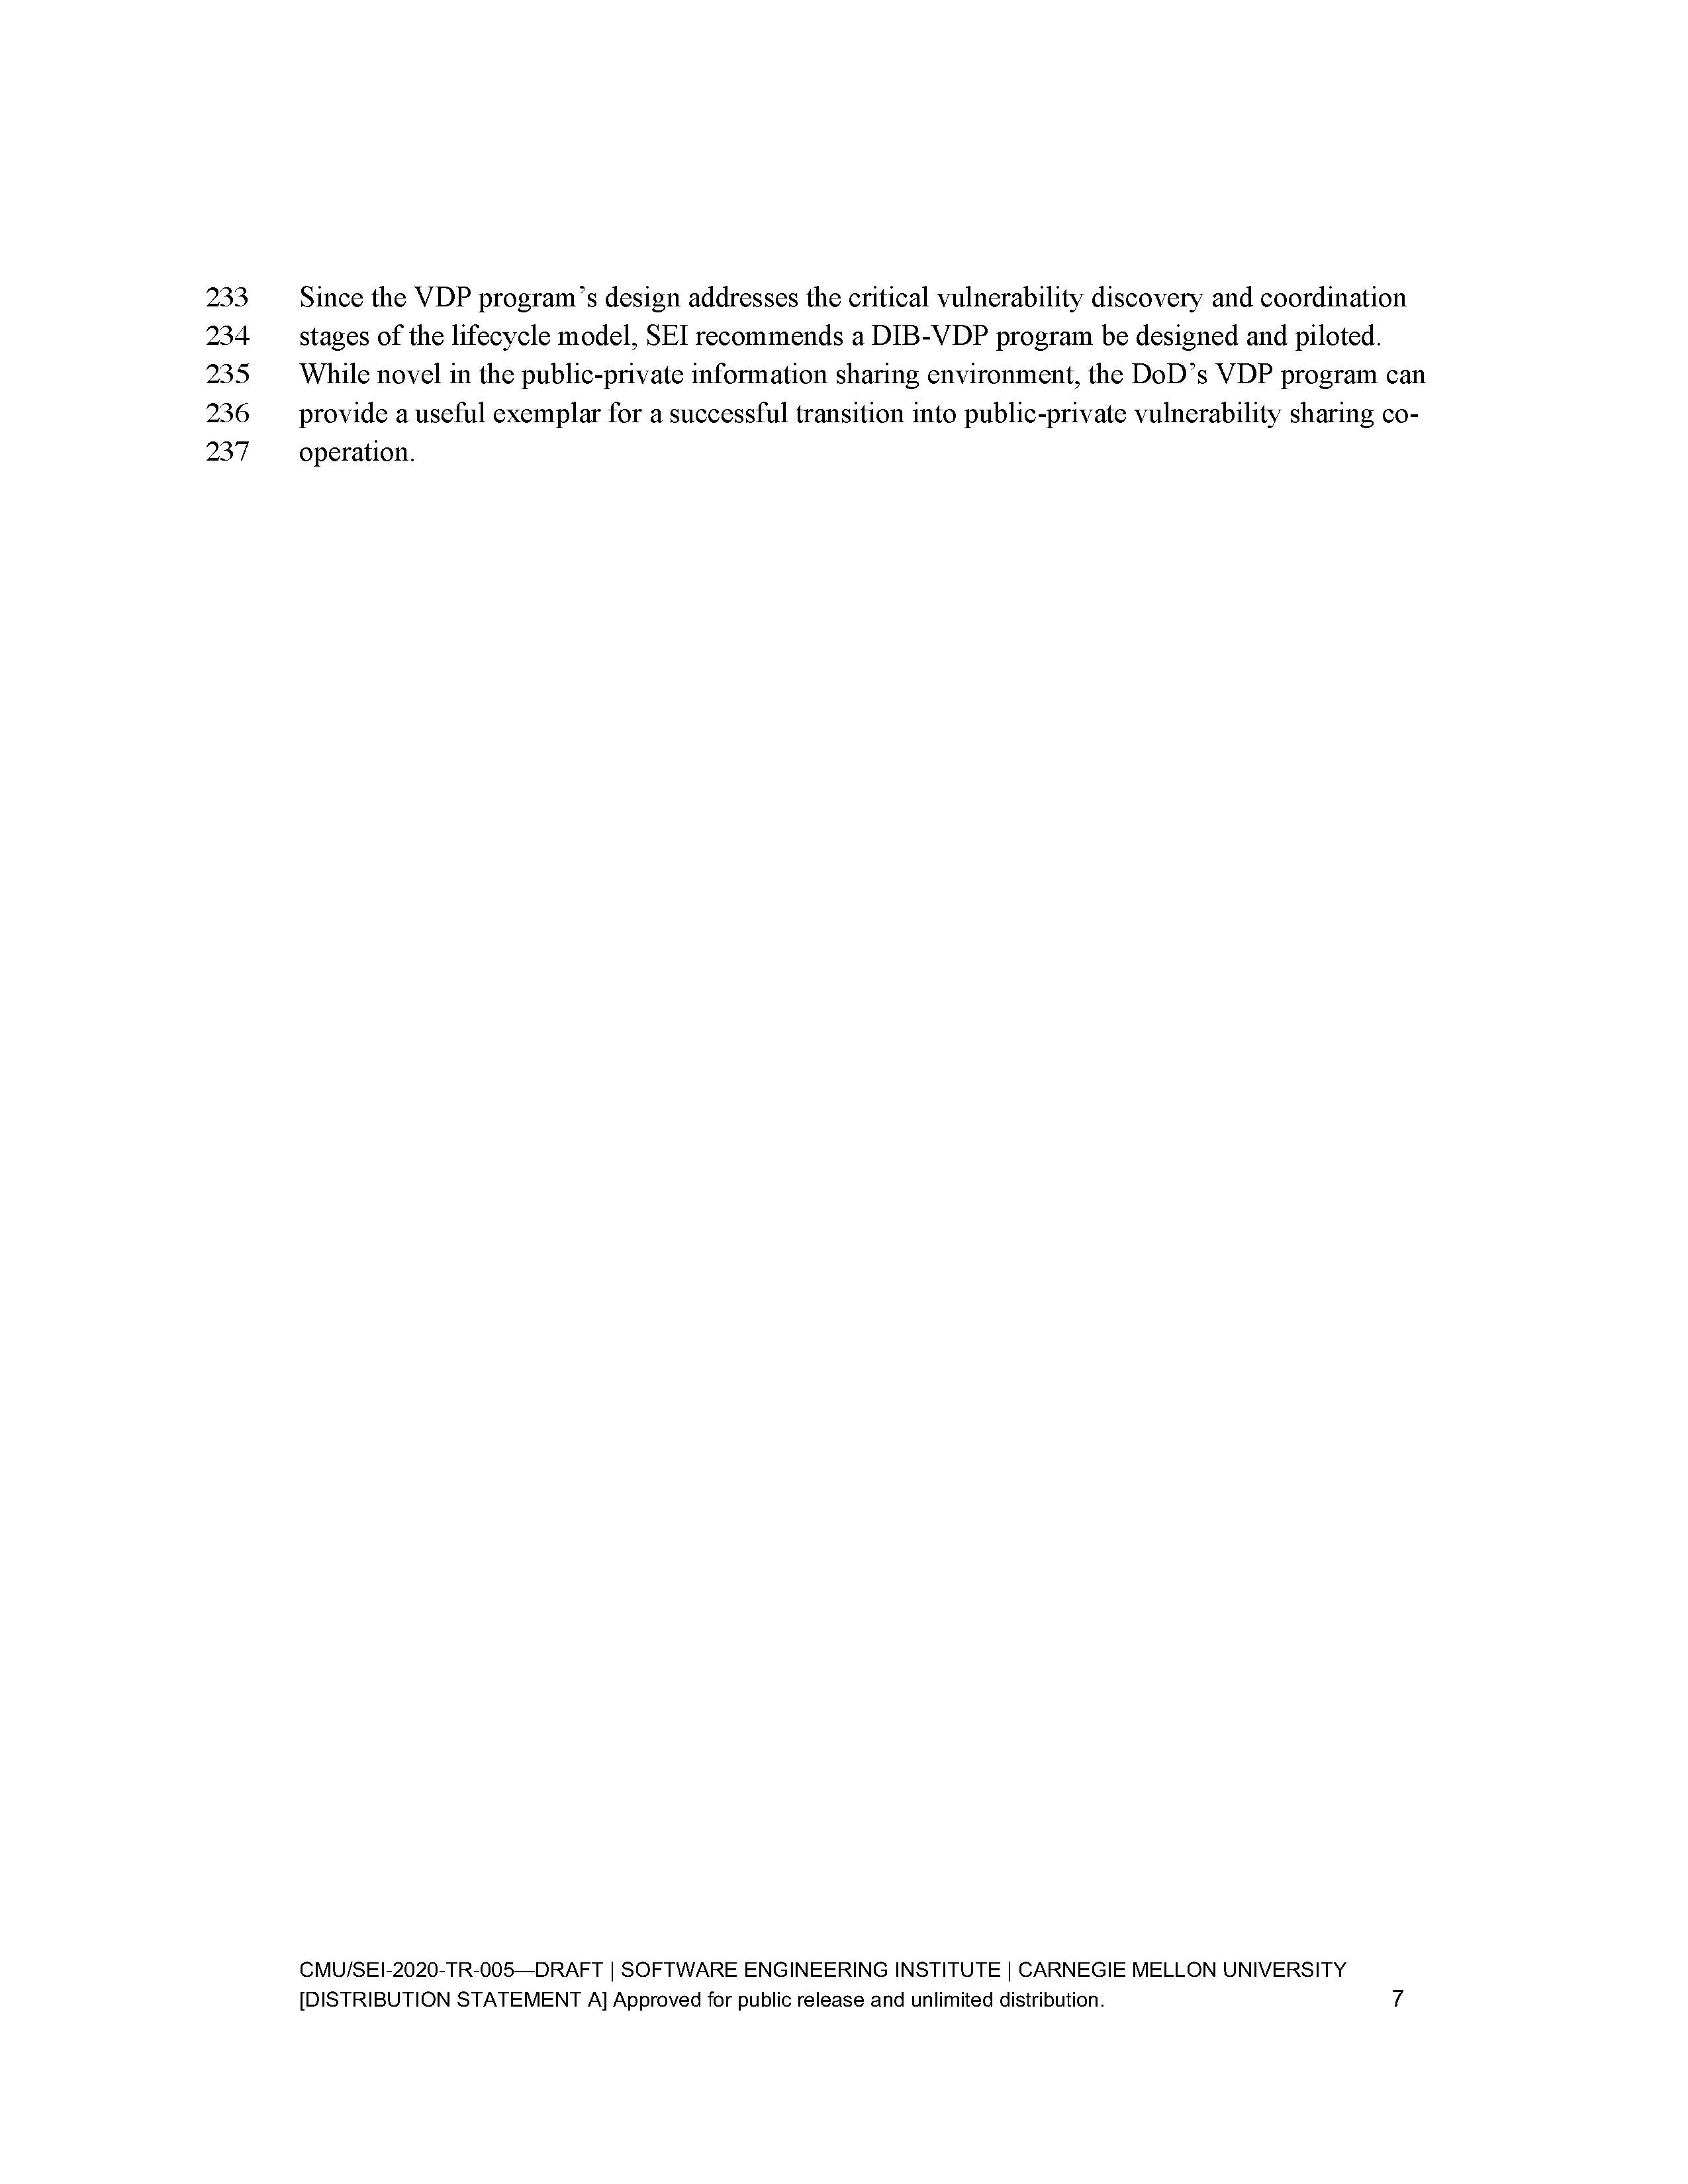 233 Since the VDP program’s design addresses the critical vulnerability discovery and coordination
234 stages of the lifecycle model, SEI recommends a DIB-VDP program be designed and piloted.
235 While novel in the public-private information sharing environment, the DoD’s VDP program can
236 provide a useful exemplar for a successful transition into public-private vulnerability sharing co-
237 operation.
CMU/SEI-2020-TR-005—DRAFT | SOFTWARE ENGINEERING INSTITUTE | CARNEGIE MELLON UNIVERSITY
[DISTRIBUTION STATEMENT A] Approved for public release and unlimited distribution. 7